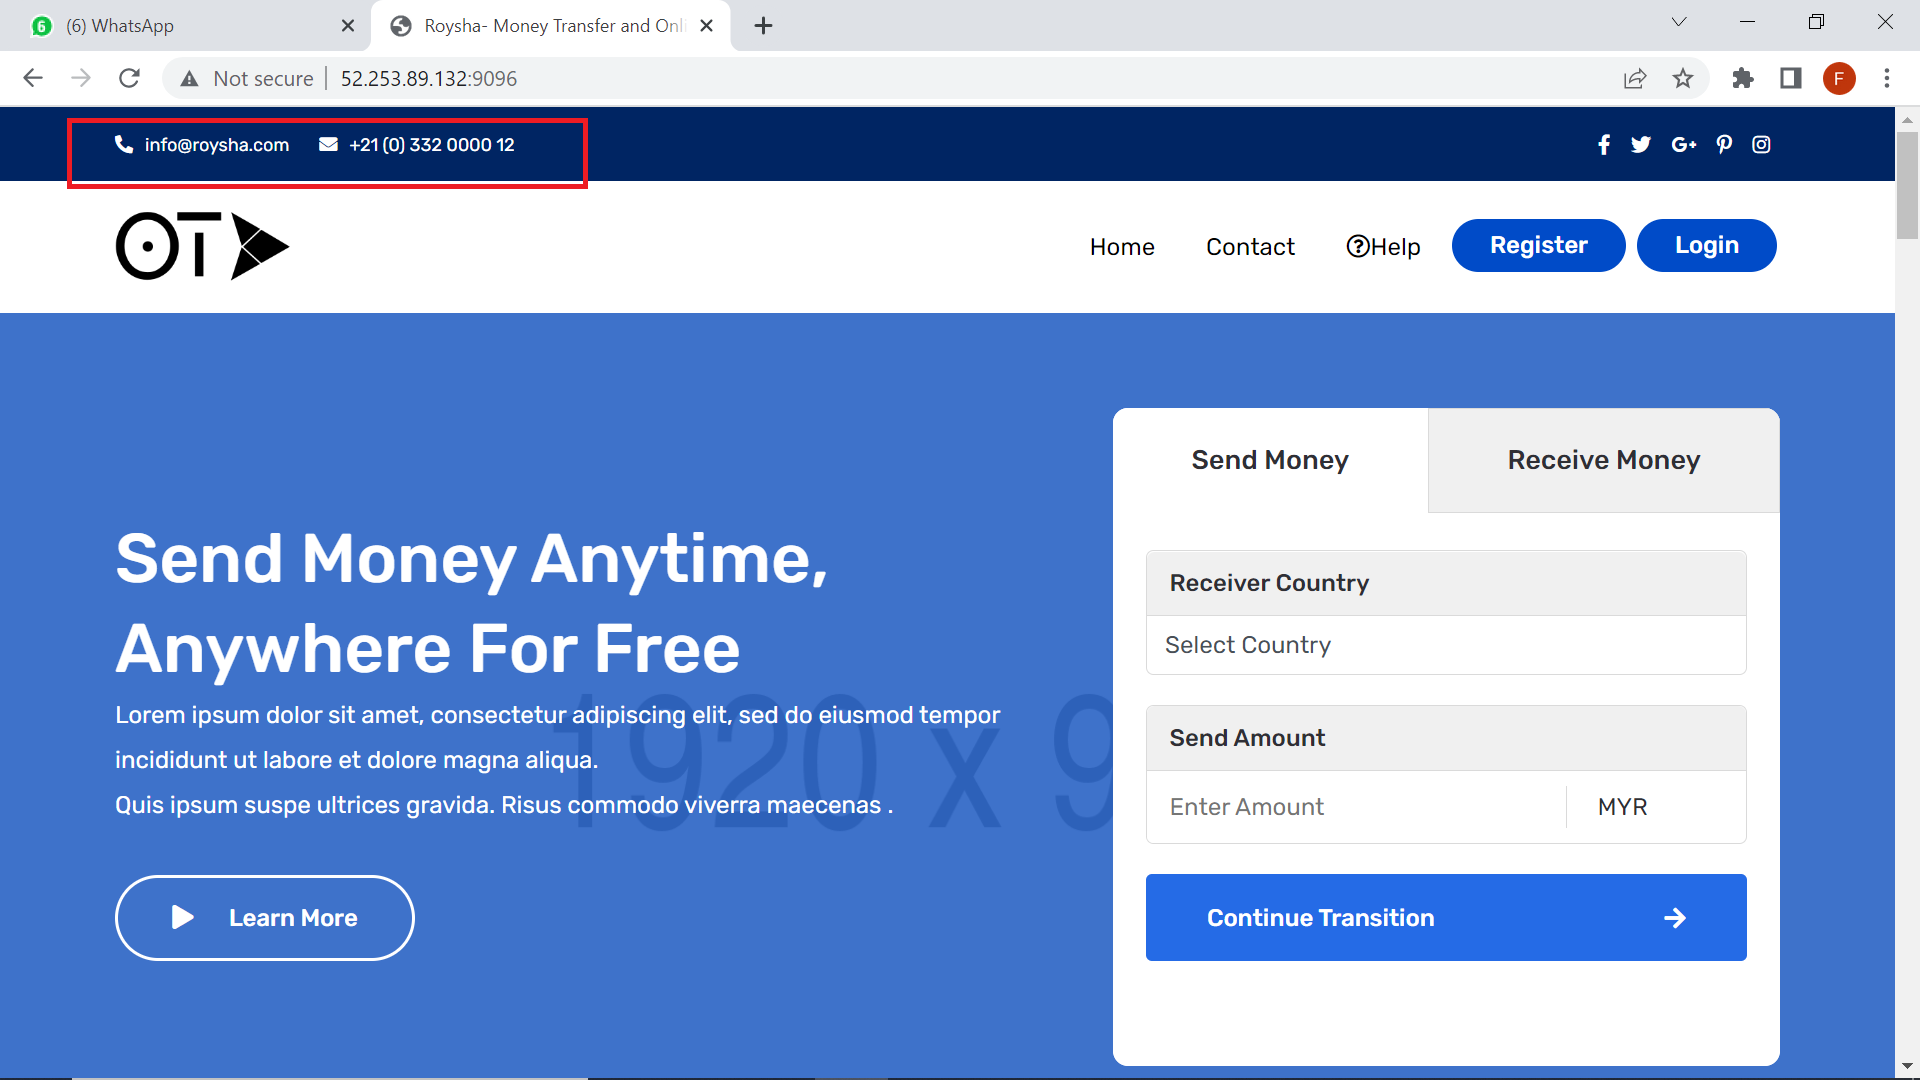 6 (6) WhatsApp
Roysha- Money Transfer and Onli
Not secure 52.253.89.132:9096
F
info@roysha.com +21 (0) 332 0000 12
OT
Home Contact Help Register Login
Send Money Receive Money
Send Money Anytime,
Anywhere For Free
Lorem ipsum dolor sit amet, consectetur adipiscing elit, sed do eiusmod tempor
incididunt ut labore et dolore magna aliqua.
Quis ipsum suspe ultrices gravida. Risus commodo viverra maecenas .
1920 x 9
Learn More
Receiver Country
Select Country
Send Amount
Enter Amount MYR
Continue Transition